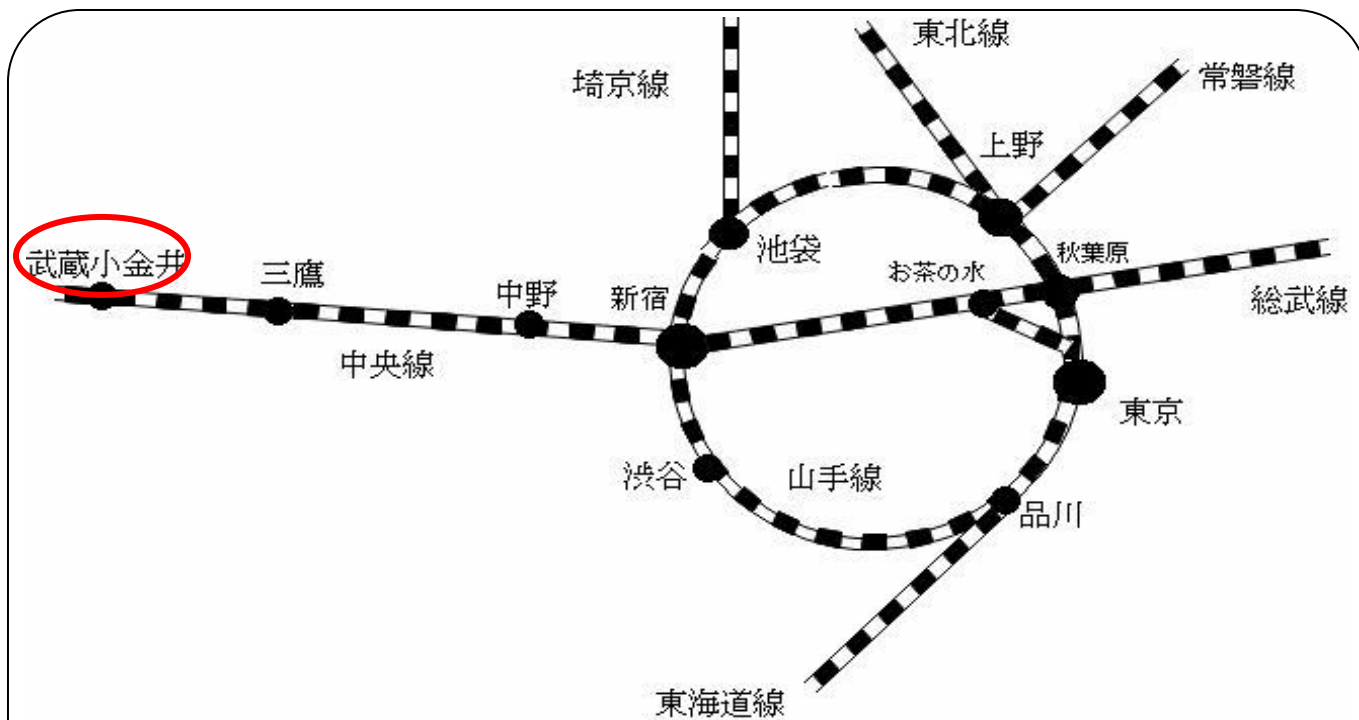 東北線
埼京線
常磐線
上野
武蔵小金井
三鷹
中野
新宿
池袋
お茶の水
秋葉原
総武線
中央線
東京
渋谷
山手線
品川
東海道線